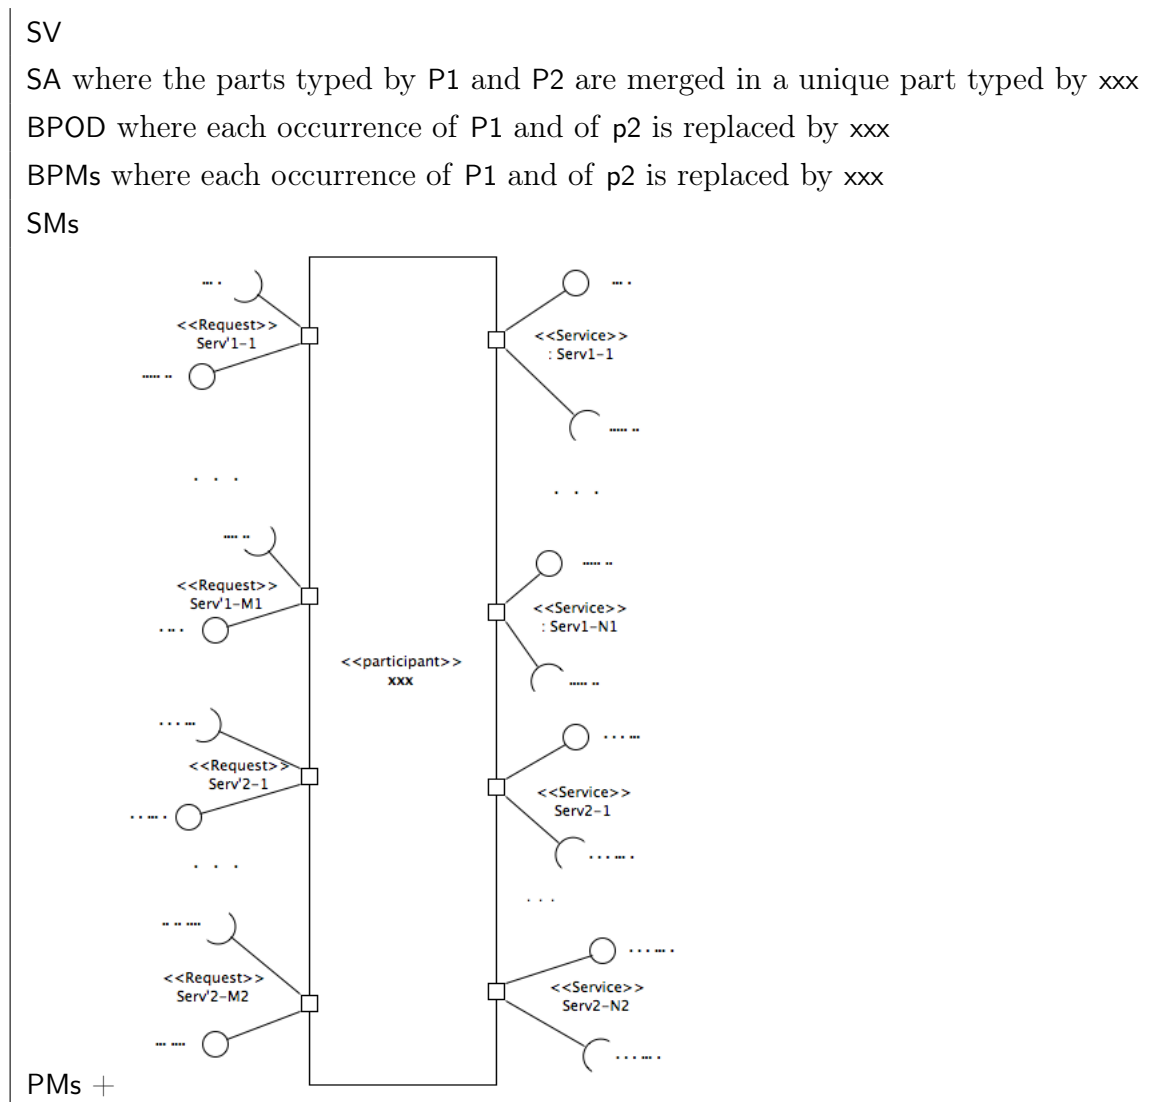 SV
SA where the parts typed by P1 and P2 are merged in a unique part typed by xxx
BPOD where each occurrence of P1 and of p2 is replaced by xxx
BPMs where each occurrence of P1 and of p2 is replaced by xxx
SMs
<<Request>>
Serv'1-1
<<Service>>
: Serv1-1
. . .
. . .
<<Request>>
Serv'1-M1
<<Service>>
: Serv1-N1
<<participant>>
xxx
<<Request>>
Serv'2-1
<<Service>>
Serv2-1
. . .
. . .
<<Request>>
Serv'2-M2
<<Service>>
Serv2-N2
PMs +